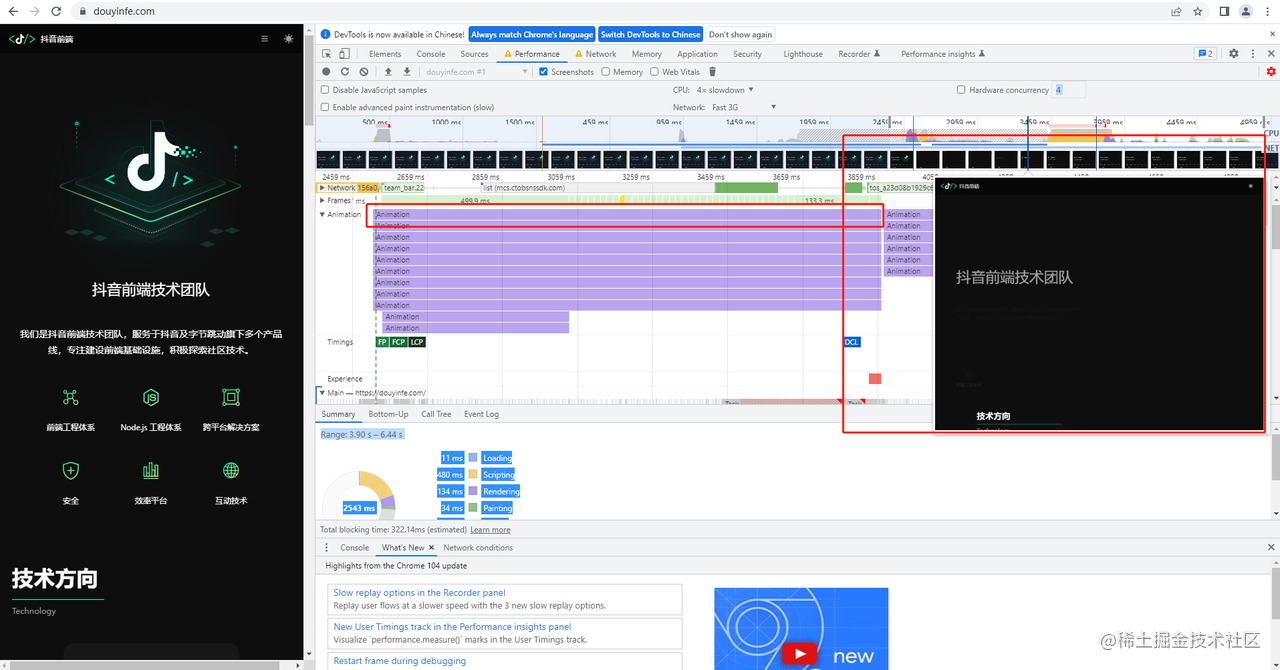 douyinfe.com
抖音前端
抖音前端技术团队
我们是抖音前端技术团队，服务于抖音及字节跳动旗下多个产品
线，专注建设前端基础设施，积极探索社区技术。
前端工程体系
Node.js 工程体系
跨平台解决方案
安全
效率平台
互动技术
技术方向
Technology
DevTools is now available in Chinese! Always match Chrome's language Switch DevTools to Chinese Don't show again
Elements Console Sources Performance Network Memory Application Security Lighthouse Recorder Performance insights 2
douyinfe.com #1 Screenshots Memory Web Vitals
Disable JavaScript samples CPU: 4× slowdown Hardware concurrency 4
Enable advanced paint instrumentation (slow) Network: Fast 3G
500 ms 1000 ms 1500 ms 459 ms 959 ms 1459 ms 1959 ms 2459 ms 2959 ms 3459 ms 3959 ms 4459 ms 4959 ms
CPU
NET
2459 ms 2659 ms 2859 ms 3059 ms 3259 ms 3459 ms 3659 ms 3859 ms
Network 156a0, team_bar.22 list (mcs.ctobsnssdk.com) tos_a23d08b1929c6
Frames ms 499.9 ms 133.3 ms
Animation Animation Animation
Animation Animation
Animation Animation
Animation Animation
Animation Animation
Animation Animation
Animation
Animation
Animation
Animation
Animation
Timings FP FCP LCP DCL
Experience
Main — https://douyinfe.com/
抖音前端
抖音前端技术团队
技术方向
Summary Bottom-Up Call Tree Event Log
Range: 3.90 s – 6.44 s
11 ms Loading
480 ms Scripting
134 ms Rendering
34 ms Painting
2543 ms
Total blocking time: 322.14ms (estimated) Learn more
Console What's New Network conditions
Highlights from the Chrome 104 update
Slow replay options in the Recorder panel
Replay user flows at a slower speed with the 3 new slow replay options.
New User Timings track in the Performance insights panel
Visualize `performance.measure()` marks in the User Timings track.
Restart frame during debugging
new
@稀土掘金技术社区